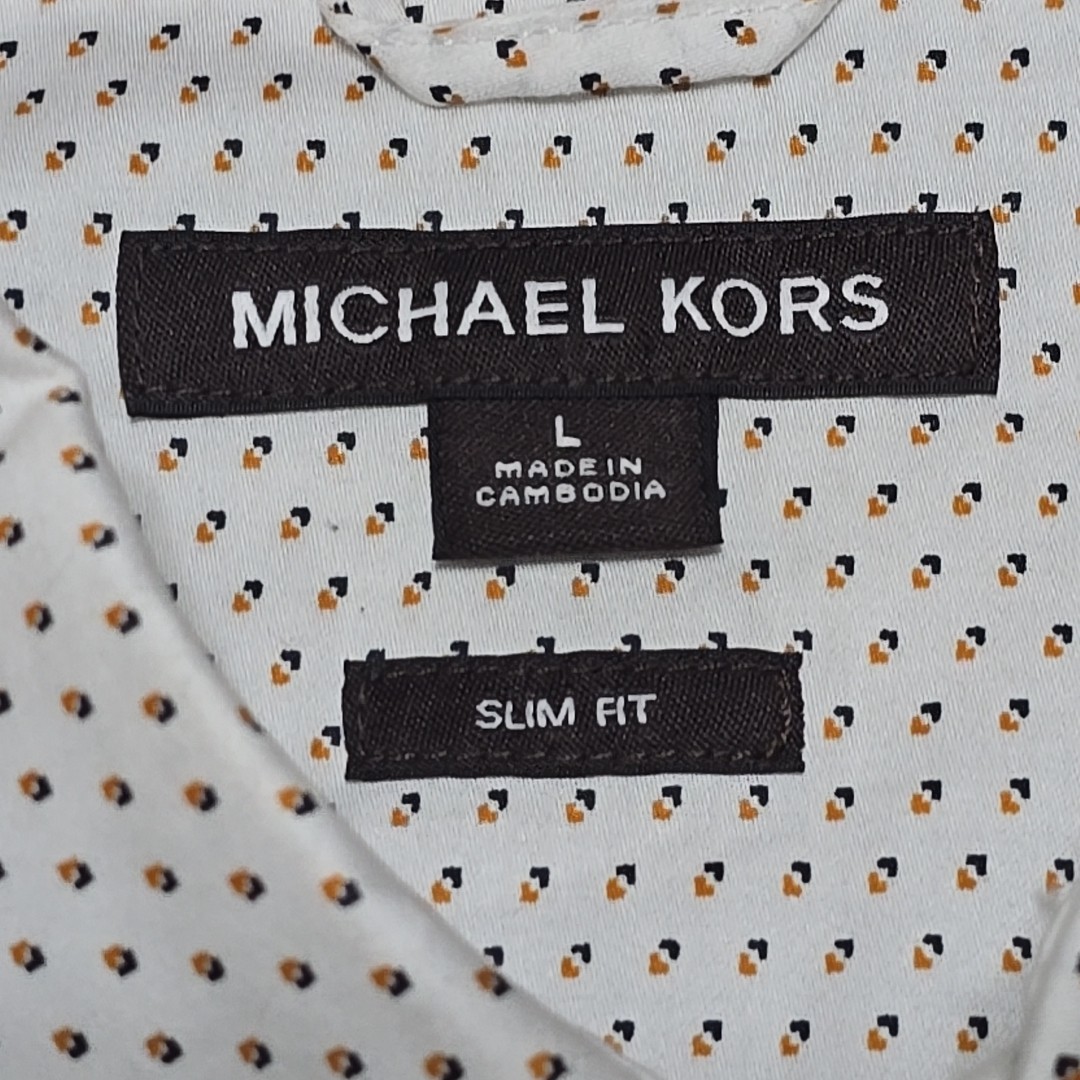 MICHAEL KORS
L
MADE IN
CAMBODIA
SLIM FIT